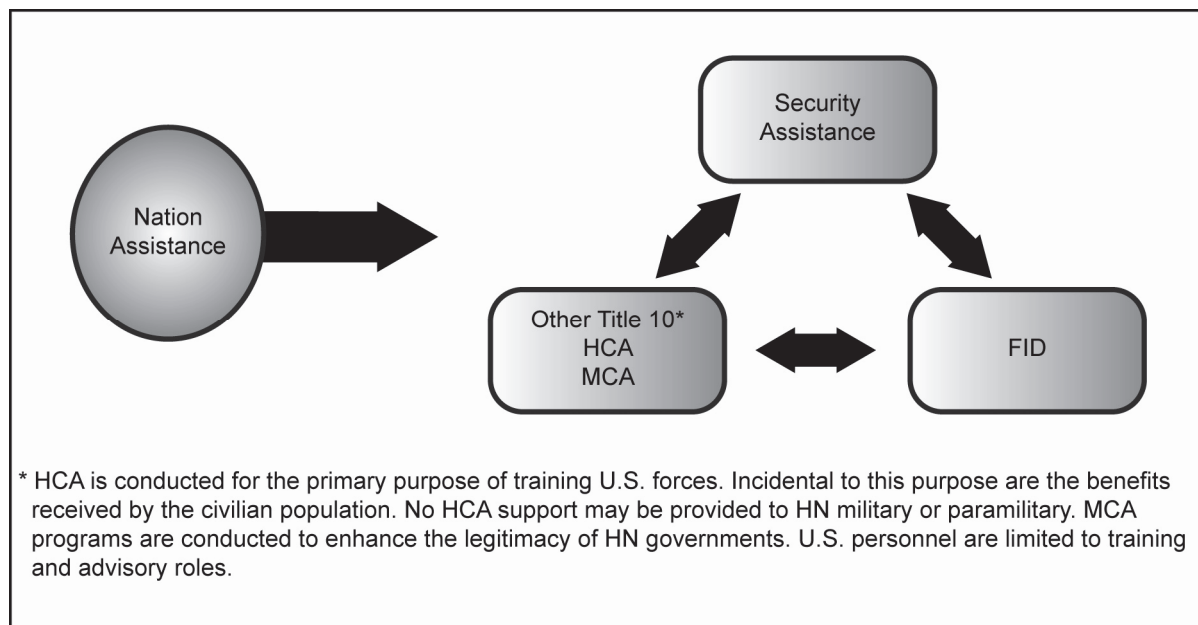 Security
Assistance
Nation
Assistance
Other Title 10*
HCA
MCA
FID
* HCA is conducted for the primary purpose of training U.S. forces. Incidental to this purpose are the benefits
received by the civilian population. No HCA support may be provided to HN military or paramilitary. MCA
programs are conducted to enhance the legitimacy of HN governments. U.S. personnel are limited to training
and advisory roles.